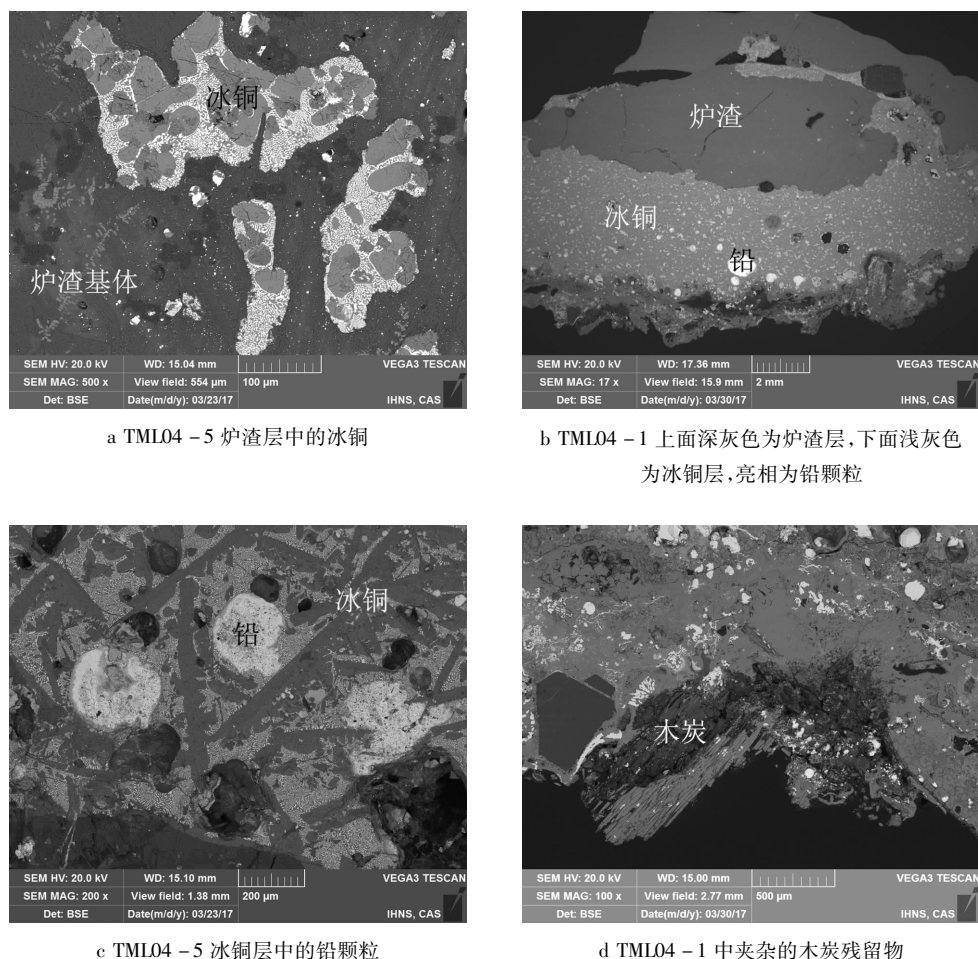 冰铜
炉渣基体
SEM HV: 20.0 kV WD: 15.04 mm VEGA3 TESCAN
SEM MAG: 500 x View field: 554 μm 100 μm
Det: BSE Date(m/d/y): 03/23/17 IHNS, CAS
a TML04-5 炉渣层中的冰铜
炉渣
冰铜
铅
SEM HV: 20.0 kV WD: 17.36 mm VEGA3 TESCAN
SEM MAG: 17 x View field: 15.9 mm 2 mm
Det: BSE Date(m/d/y): 03/30/17 IHNS, CAS
b TML04-1 上面深灰色为炉渣层,下面浅灰色
为冰铜层,亮相为铅颗粒
冰铜
铅
SEM HV: 20.0 kV WD: 15.10 mm VEGA3 TESCAN
SEM MAG: 200 x View field: 1.38 mm 200 μm
Det: BSE Date(m/d/y): 03/23/17 IHNS, CAS
c TML04-5 冰铜层中的铅颗粒
木炭
SEM HV: 20.0 kV WD: 15.00 mm VEGA3 TESCAN
SEM MAG: 100 x View field: 2.77 mm 500 μm
Det: BSE Date(m/d/y): 03/30/17 IHNS, CAS
d TML04-1 中夹杂的木炭残留物